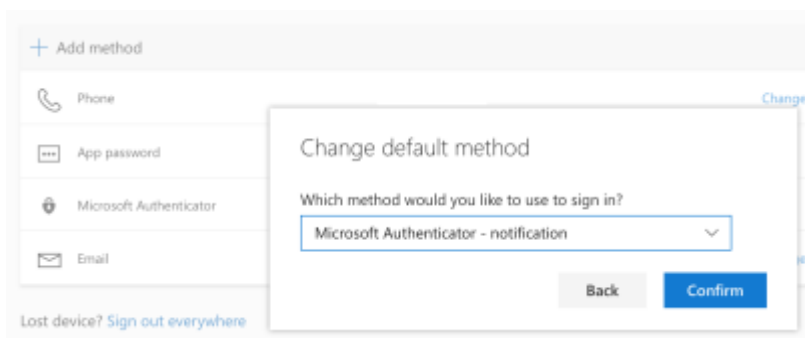 + Add method
Phone
Change
App password
Microsoft Authenticator
Email
Change default method
Which method would you like to use to sign in?
Microsoft Authenticator - notification
Back
Confirm
Lost device? Sign out everywhere